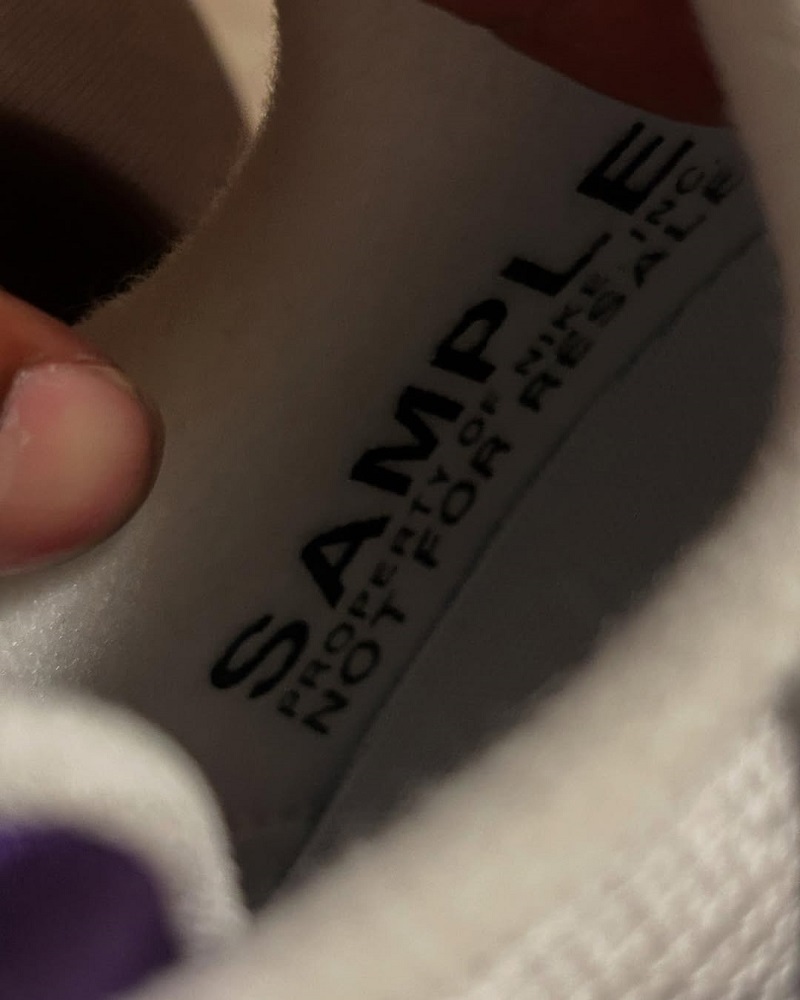 SAMPLE
PROPERTY OF NIKE INC.
NOT FOR RESALE